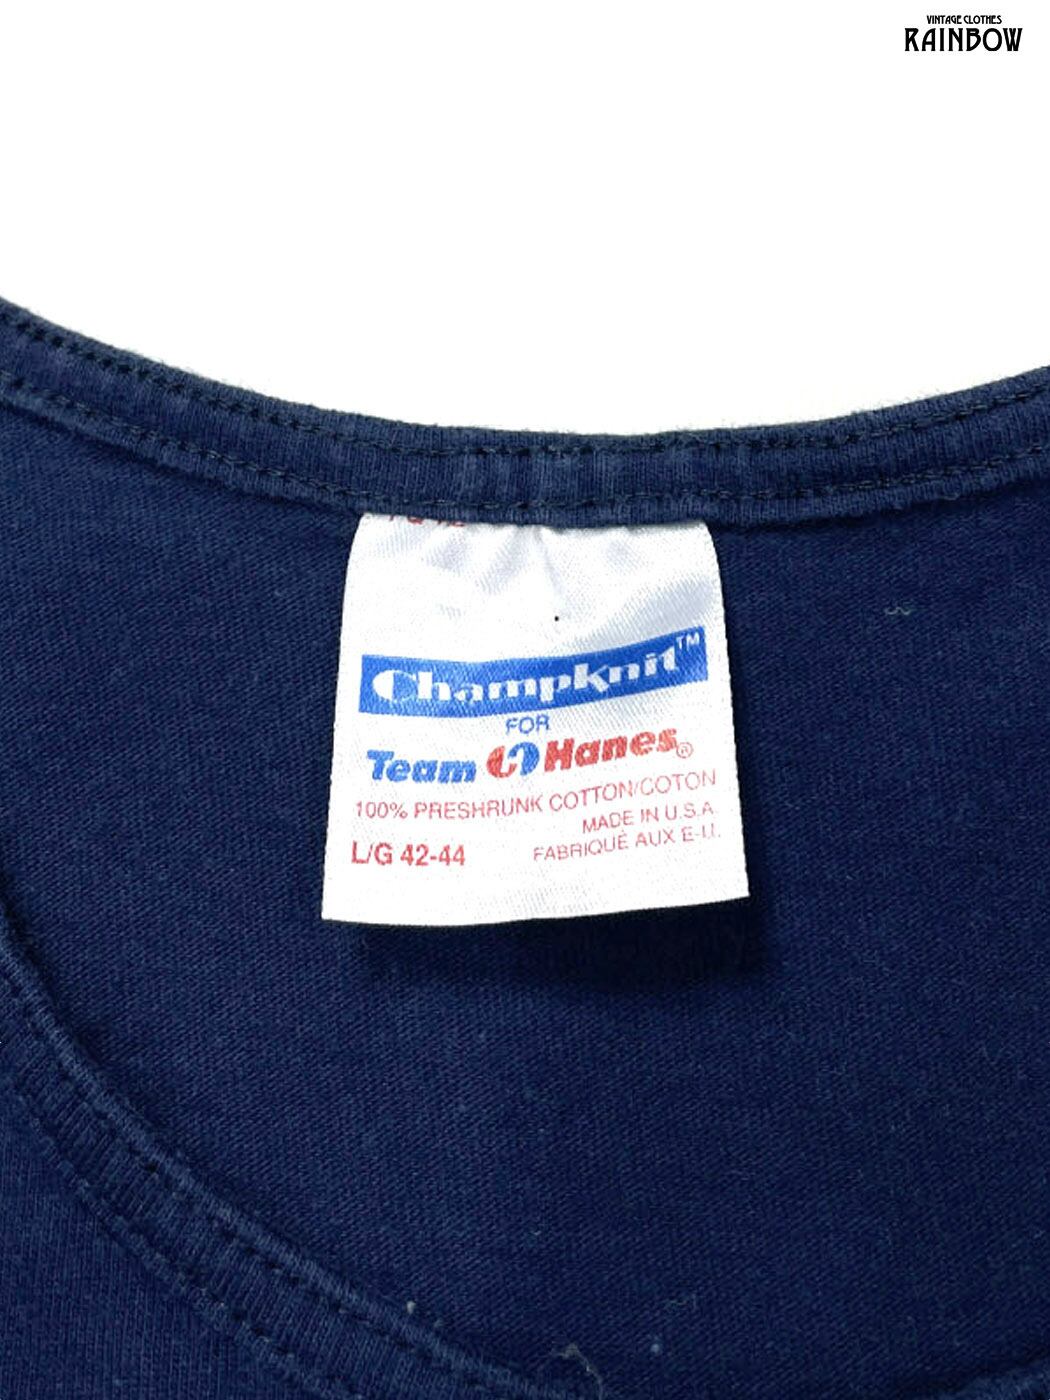 VINTAGE CLOTHES
RAINBOW
Champknit™
FOR
Team Hanes®
100% PRESHRUNK COTTON/COTON
MADE IN U.S.A.
L/G 42-44
FABRIQUÉ AUX É-U.